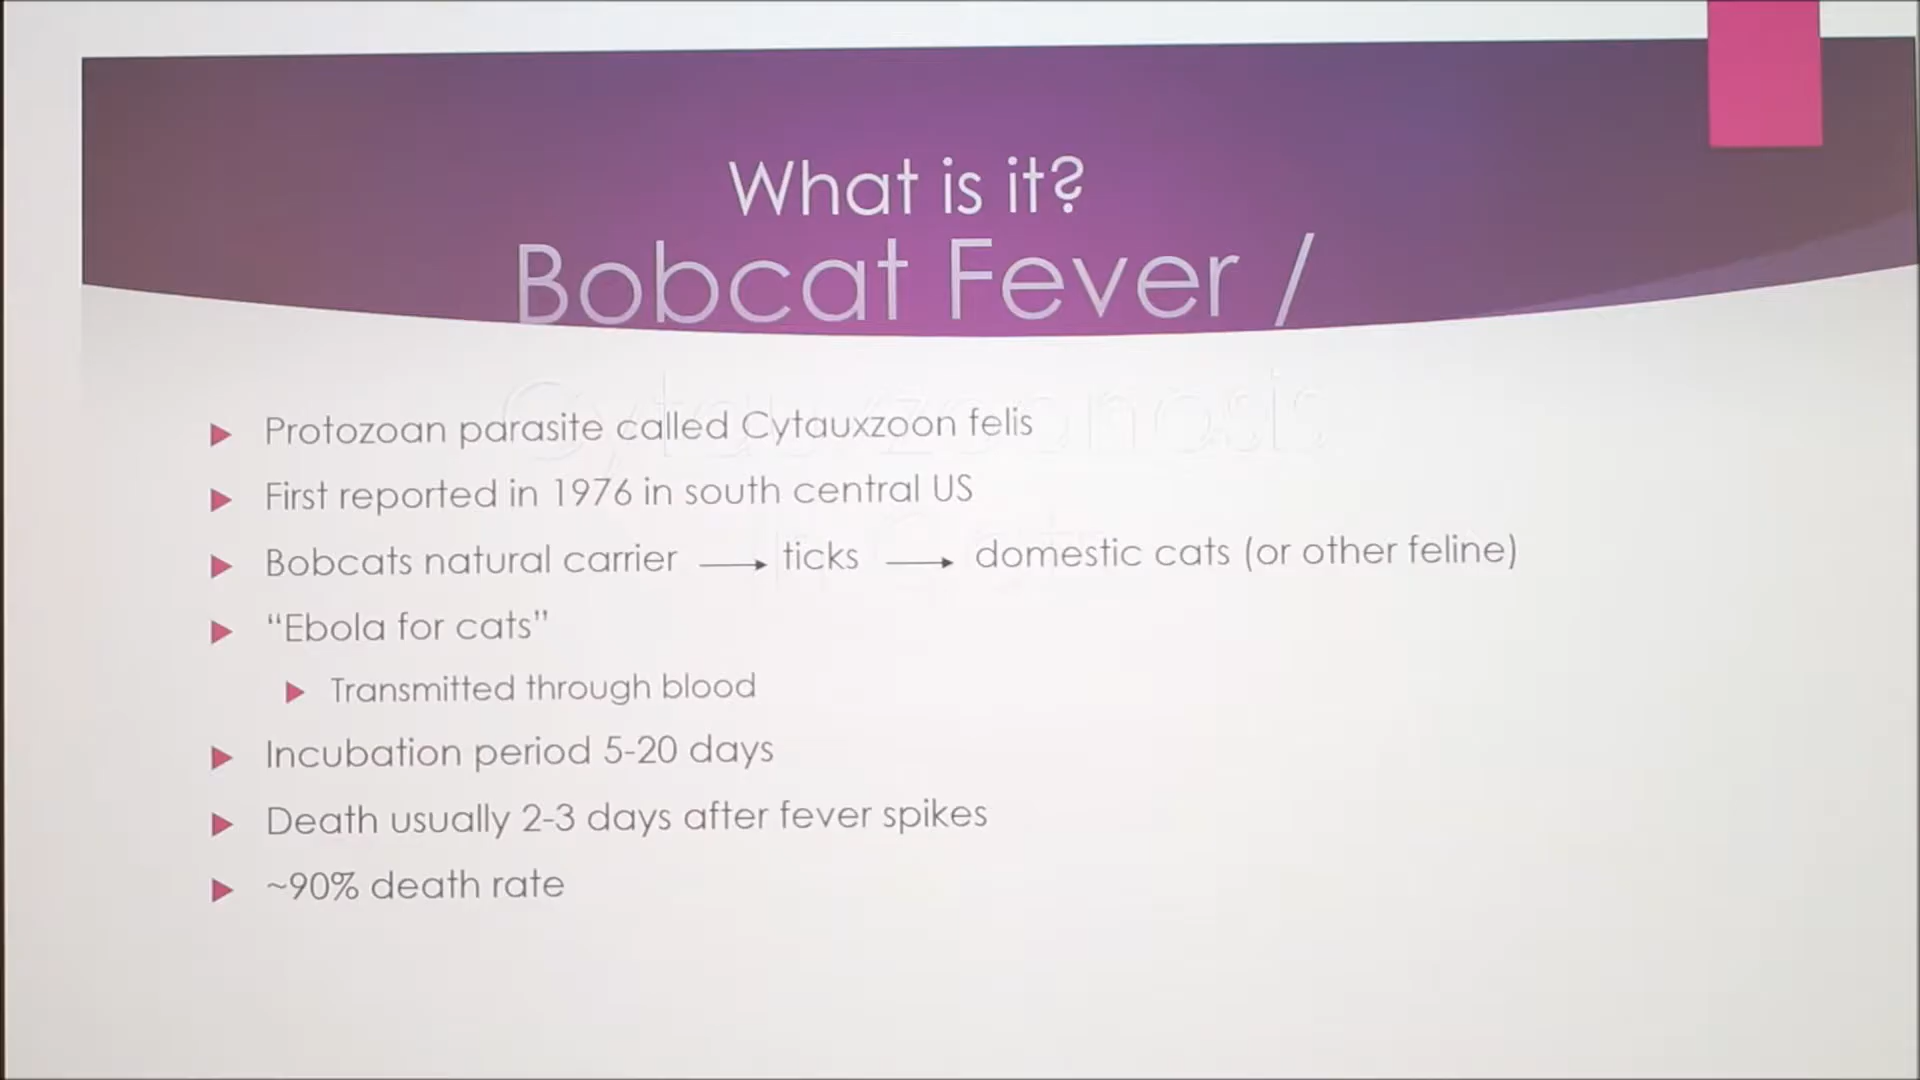 What is it?
Bobcat Fever /
Cytauxzoonosis
Protozoan parasite called Cytauxzoon felis
First reported in 1976 in south central US
Bobcats natural carrier → ticks → domestic cats (or other feline)
“Ebola for cats”
Transmitted through blood
Incubation period 5-20 days
Death usually 2-3 days after fever spikes
~90% death rate